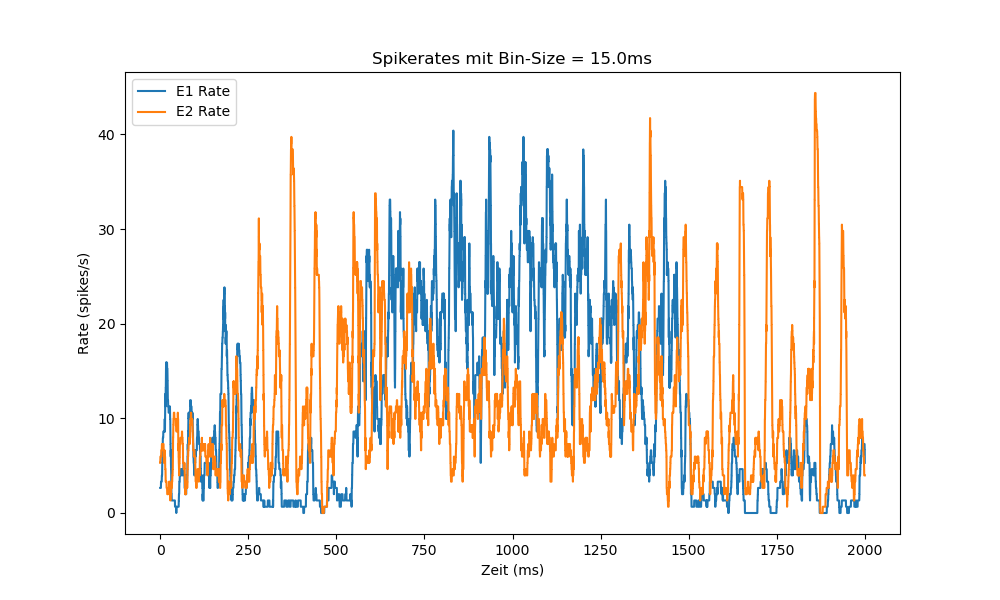 Spikerates mit Bin-Size = 15.0ms
E1 Rate
E2 Rate
Rate (spikes/s)
40
30
20
10
0
0 250 500 750 1000 1250 1500 1750 2000
Zeit (ms)